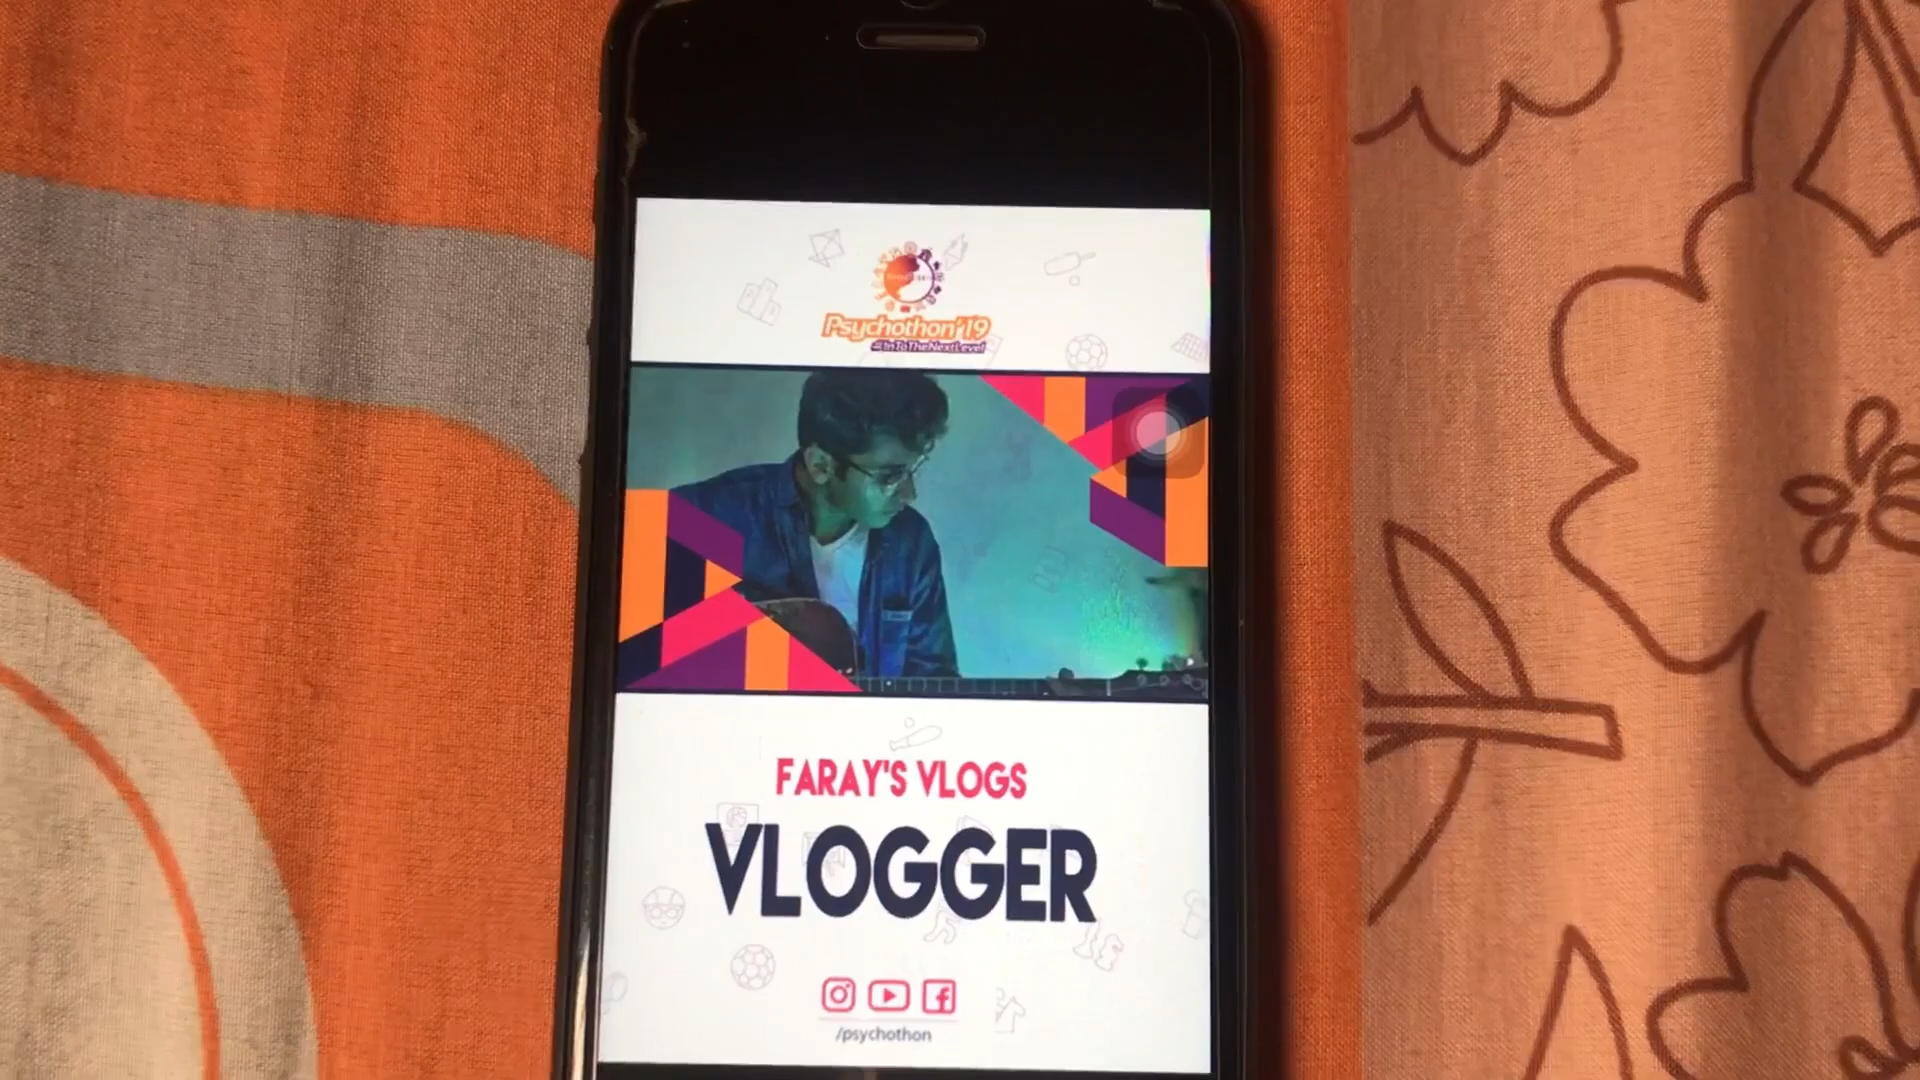 Psychothon'19
#InToTheNextLevel
FARAY'S VLOGS
VLOGGER
/psychothon